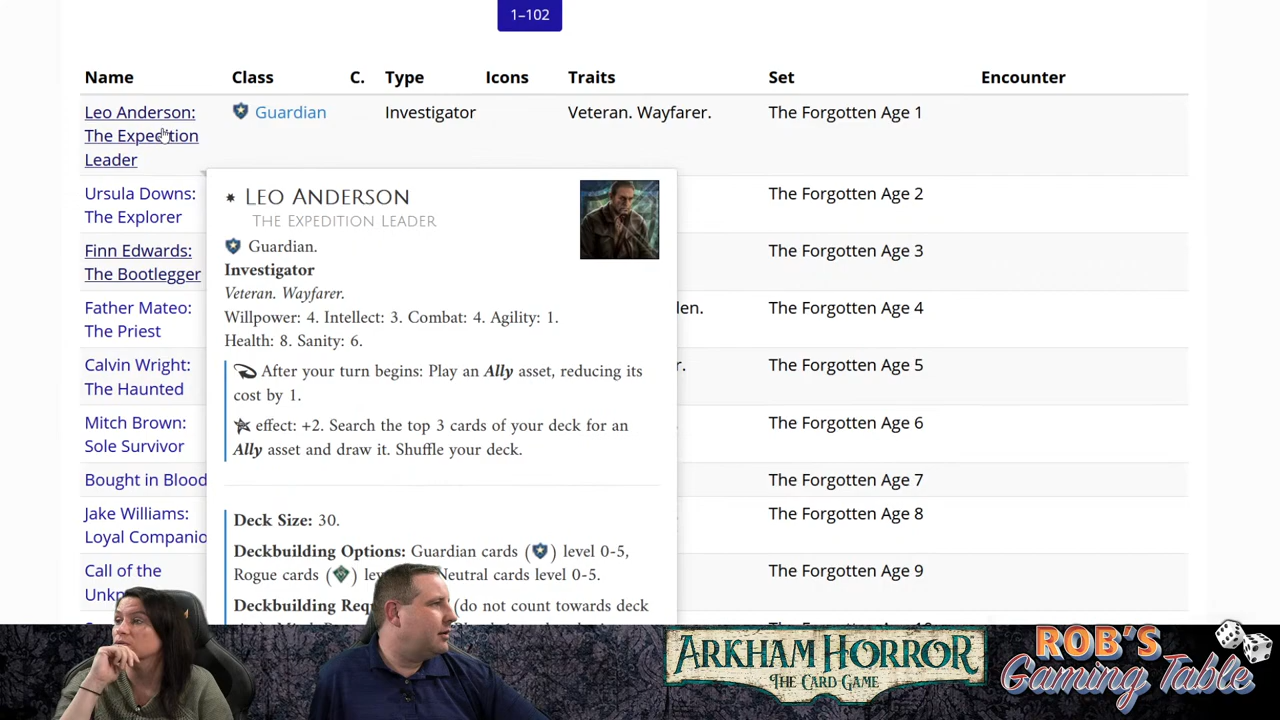 1–102
Name Class C. Type Icons Traits Set Encounter
Leo Anderson: Guardian Investigator Veteran. Wayfarer. The Forgotten Age 1
The Expedition
Leader
LEO ANDERSON
THE EXPEDITION LEADER
Guardian.
Investigator
Veteran. Wayfarer.
Willpower: 4. Intellect: 3. Combat: 4. Agility: 1.
Health: 8. Sanity: 6.
After your turn begins: Play an Ally asset, reducing its
cost by 1.
effect: +2. Search the top 3 cards of your deck for an
Ally asset and draw it. Shuffle your deck.
Deck Size: 30.
Deckbuilding Options: Guardian cards ( ) level 0-5,
Rogue cards ( ) Neutral cards level 0-5.
Deckbuilding (do not count towards deck
Ursula Downs: The Forgotten Age 2
The Explorer
Finn Edwards: The Forgotten Age 3
The Bootlegger
Father Mateo: The Forgotten Age 4
The Priest
Calvin Wright: The Forgotten Age 5
The Haunted
Mitch Brown: The Forgotten Age 6
Sole Survivor
Bought in Blood The Forgotten Age 7
Jake Williams: The Forgotten Age 8
Loyal Companio
Call of the The Forgotten Age 9
ARKHAM HORROR
THE CARD GAME
ROB'S
Gaming Table